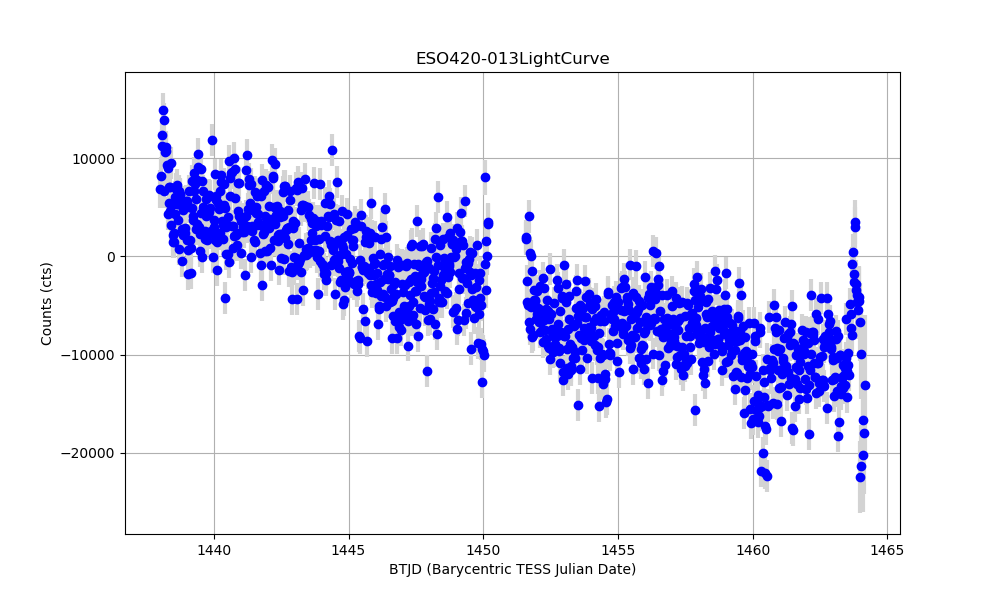 ESO420-013LightCurve
Counts (cts)
10000
0
−10000
−20000
1440 1445 1450 1455 1460 1465
BTJD (Barycentric TESS Julian Date)